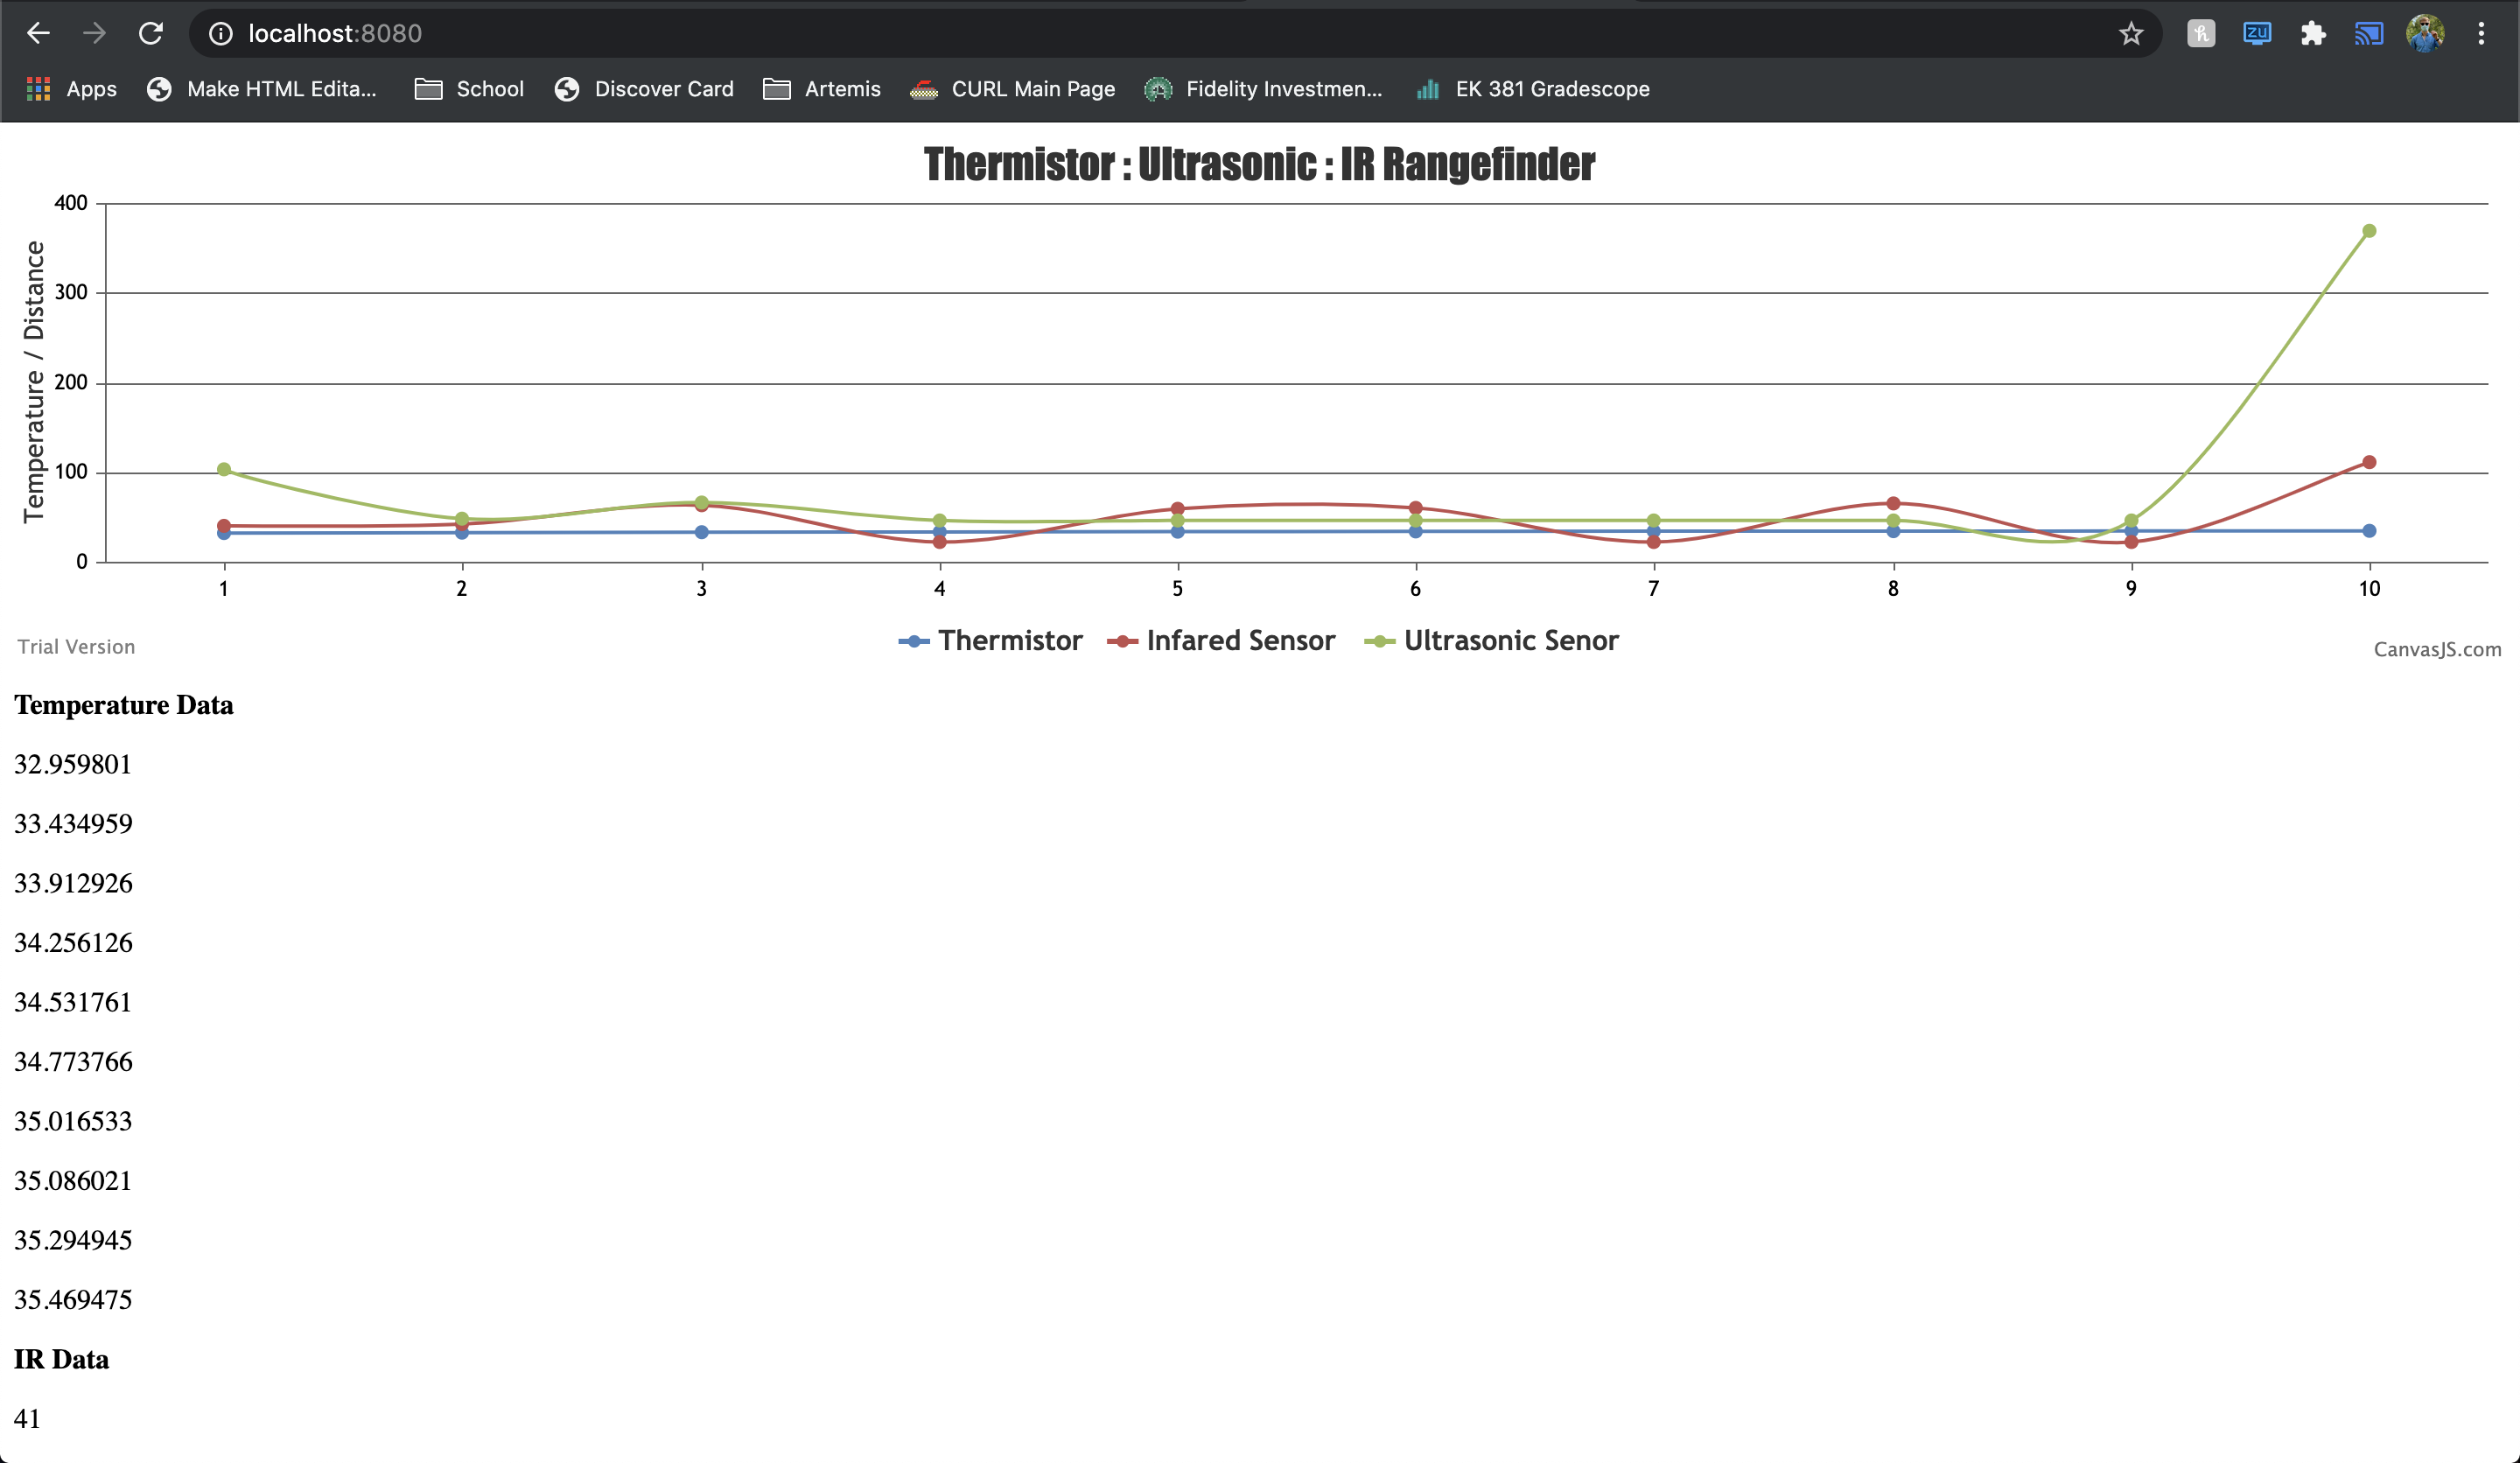 localhost:8080
Apps Make HTML Edita... School Discover Card Artemis CURL Main Page Fidelity Investmen... EK 381 Gradescope
Thermistor : Ultrasonic : IR Rangefinder
Temperature / Distance
400
300
200
100
0
1 2 3 4 5 6 7 8 9 10
Thermistor Infared Sensor Ultrasonic Senor
Trial Version
CanvasJS.com
Temperature Data
32.959801
33.434959
33.912926
34.256126
34.531761
34.773766
35.016533
35.086021
35.294945
35.469475
IR Data
41